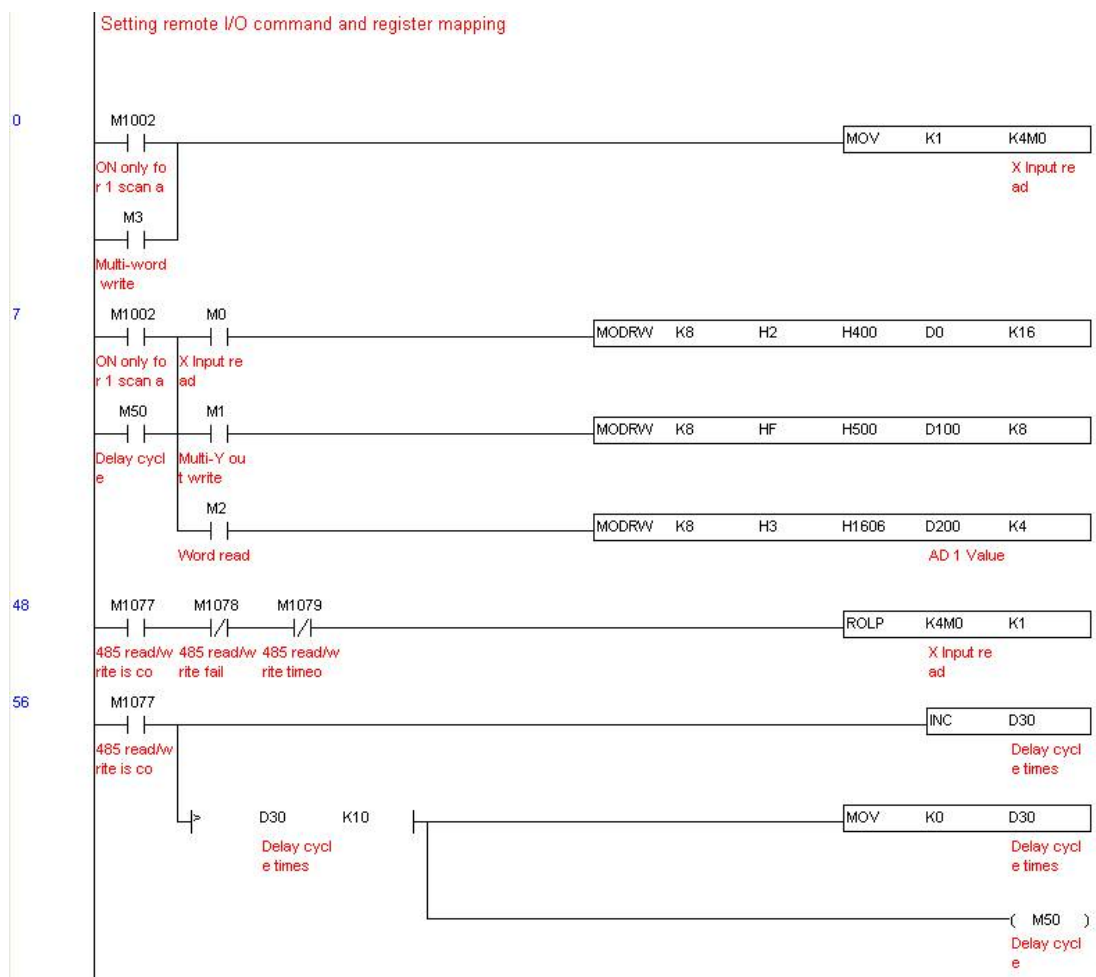 Setting remote I/O command and register mapping
0
M1002
MOV K1 K4M0
ON only fo
r 1 scan a
X Input re
ad
M3
Multi-word
write
7
M1002 M0
MODRW K8 H2 H400 D0 K16
ON only fo X Input re
r 1 scan a ad
M50 M1
MODRW K8 HF H500 D100 K8
Delay cycl Multi-Y ou
e t write
M2
MODRW K8 H3 H1606 D200 K4
Word read AD 1 Value
48
M1077 M1078 M1079
ROLP K4M0 K1
485 read/w 485 read/w 485 read/w X Input re
rite is co rite fail rite timeo ad
56
M1077
INC D30
485 read/w Delay cycl
rite is co e times
> D30 K10 MOV K0 D30
Delay cycl Delay cycl
e times e times
( M50 )
Delay cycl
e